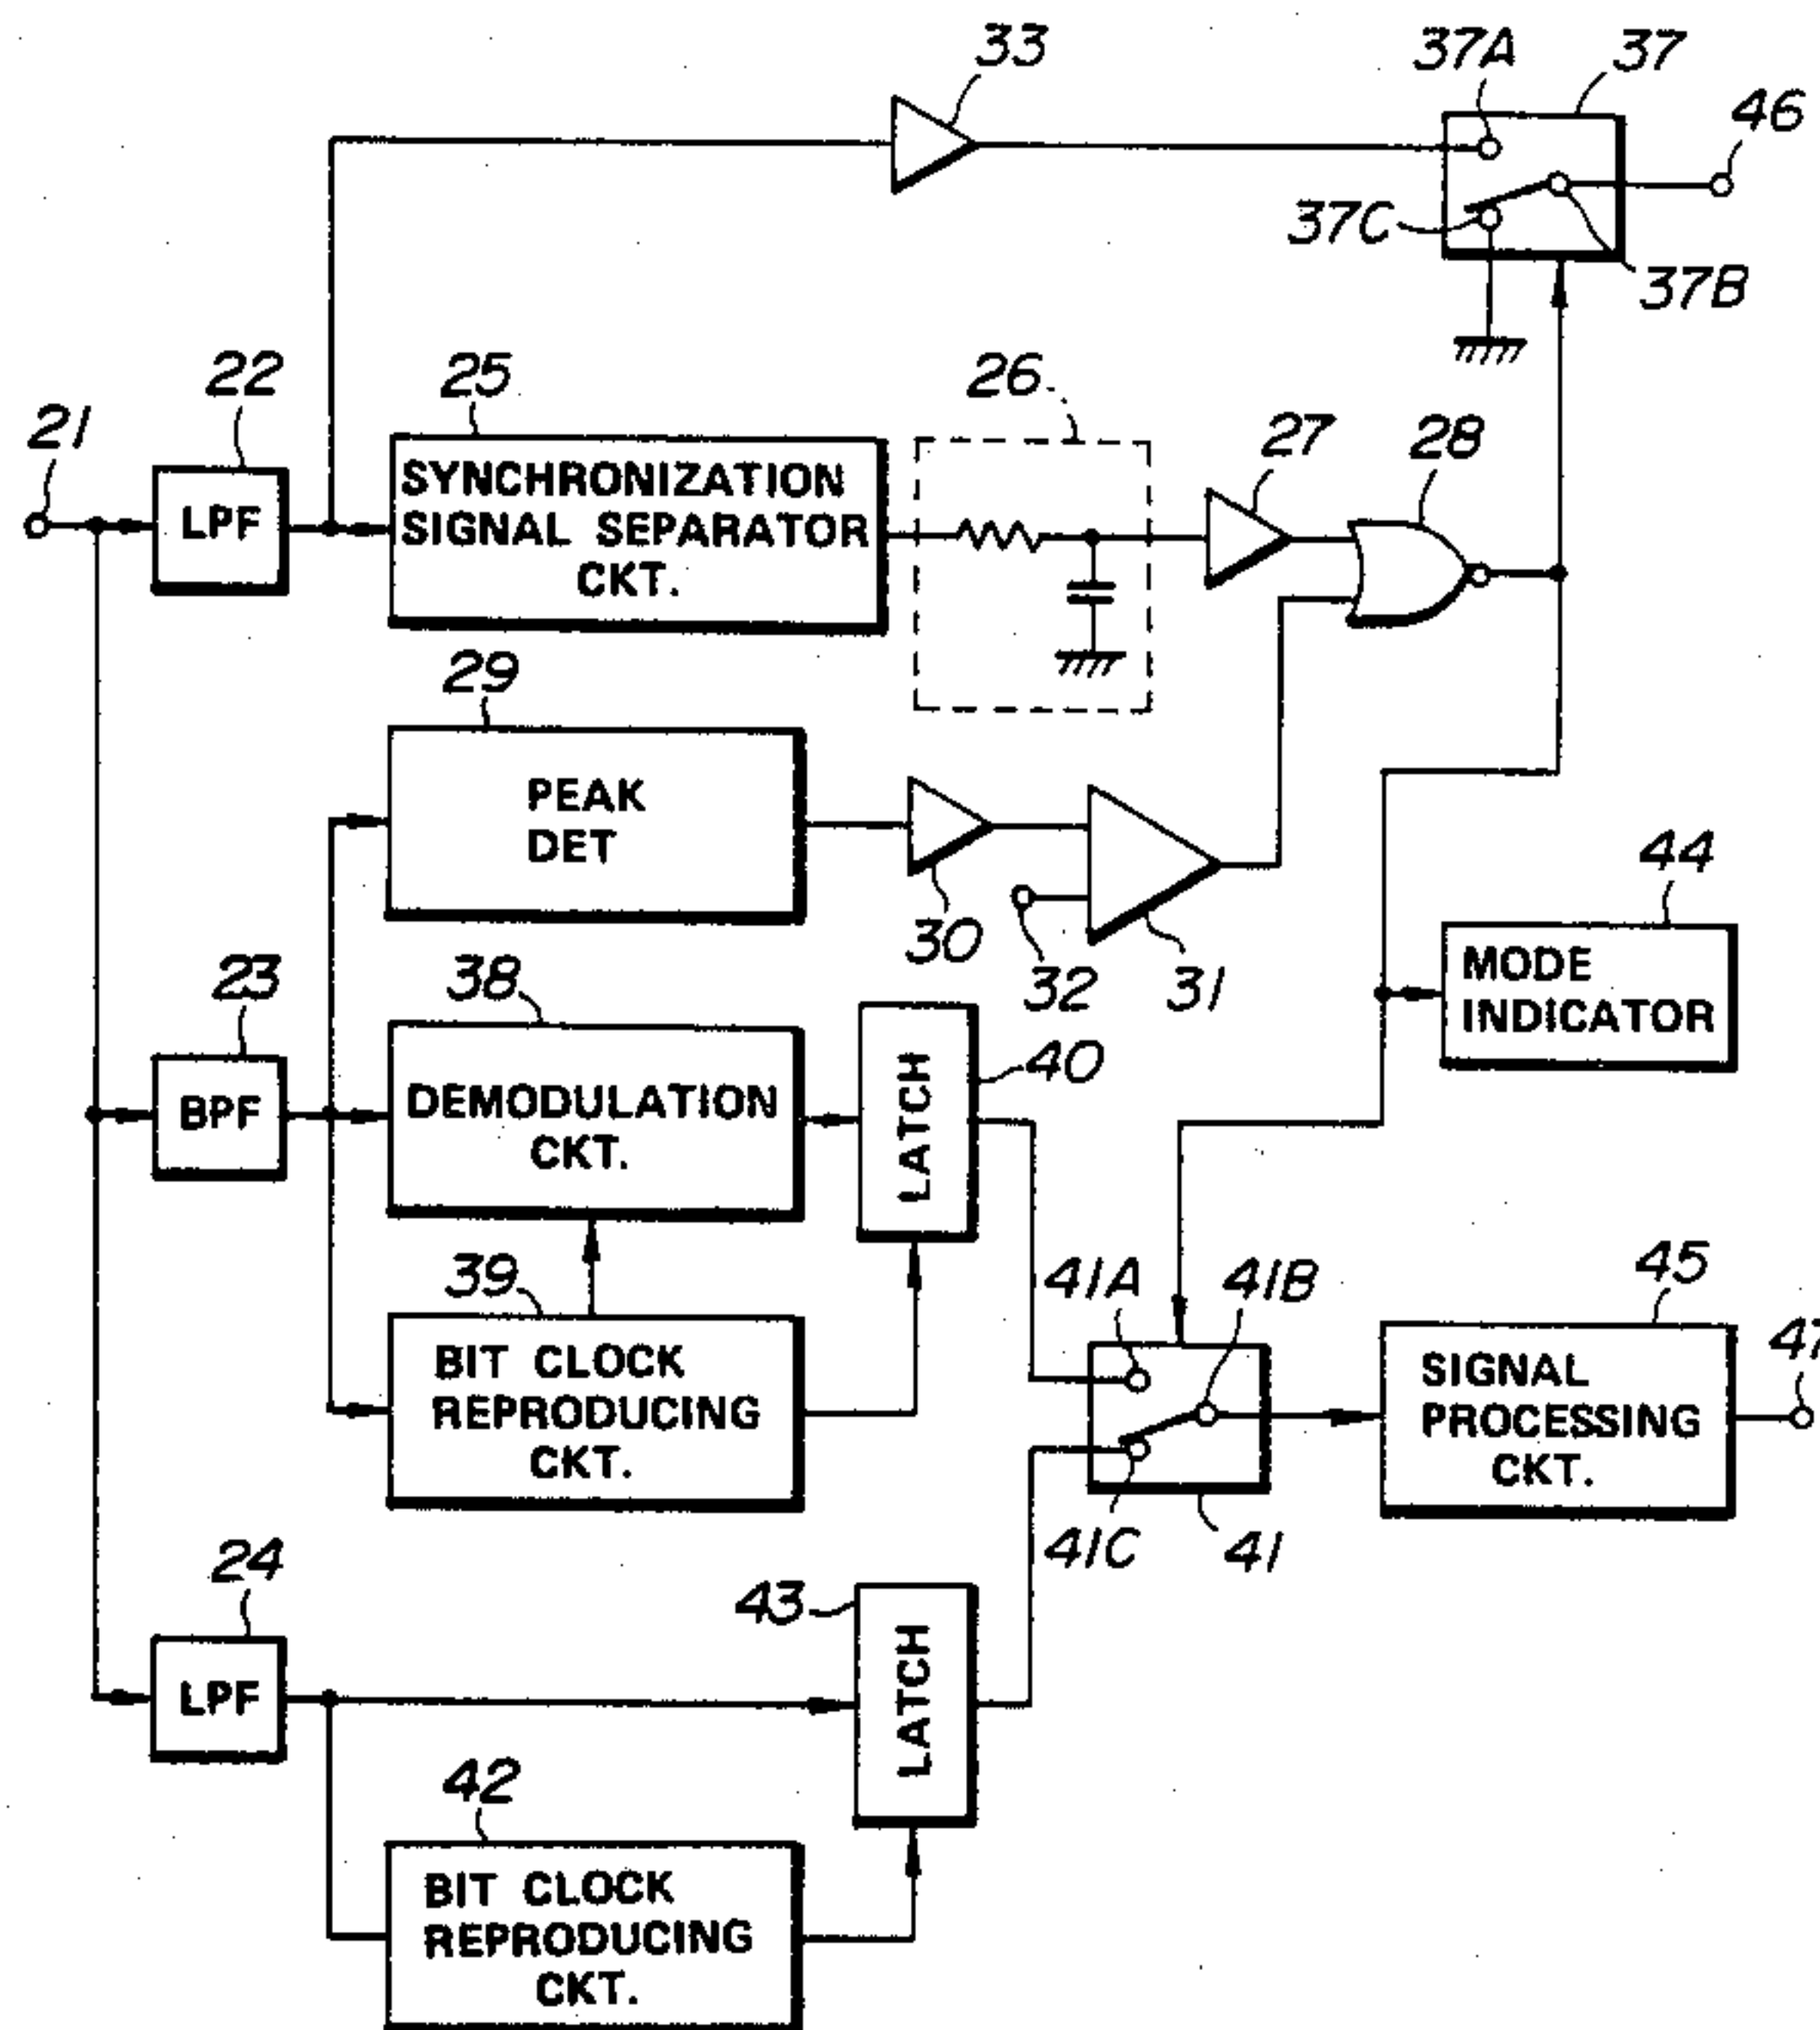 33
37A
37
46
37C
37B
21
22
25
26
27
28
LPF
SYNCHRONIZATION
SIGNAL SEPARATOR
CKT.
29
PEAK
DET
30
32
31
44
MODE
INDICATOR
23
38
40
BPF
DEMODULATION
CKT.
LATCH
39
BIT CLOCK
REPRODUCING
CKT.
41A
41B
45
47
SIGNAL
PROCESSING
CKT.
41C
41
24
43
LPF
LATCH
42
BIT CLOCK
REPRODUCING
CKT.